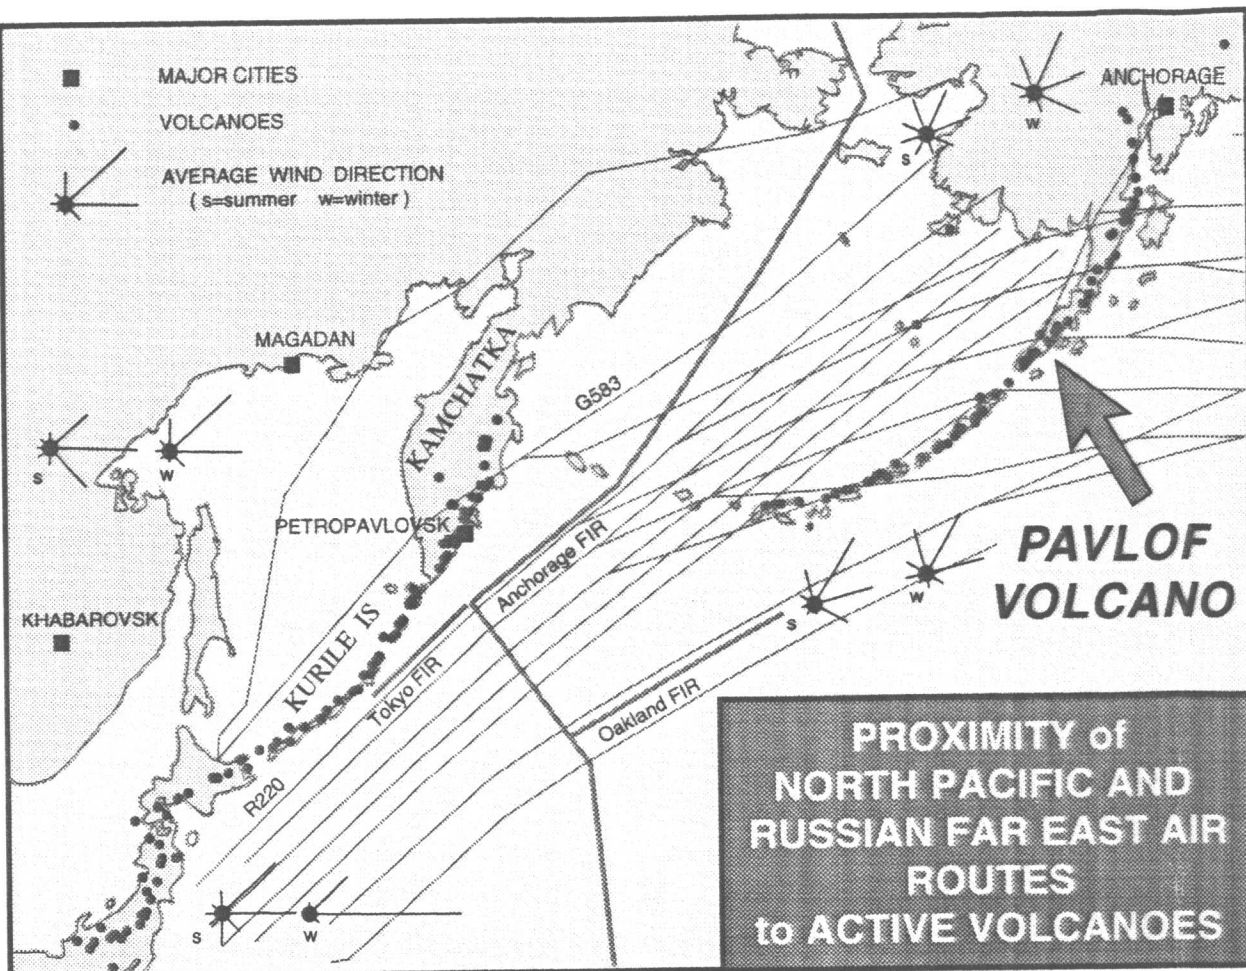 MAJOR CITIES
VOLCANOES
AVERAGE WIND DIRECTION
( s=summer w=winter )
ANCHORAGE
s
w
MAGADAN
KAMCHATKA
G583
s
w
PETROPAVLOVSK
Anchorage FIR
PAVLOF
VOLCANO
s
w
KHABAROVSK
KURILE IS
Tokyo FIR
Oakland FIR
R220
s
w
PROXIMITY of
NORTH PACIFIC AND
RUSSIAN FAR EAST AIR
ROUTES
to ACTIVE VOLCANOES